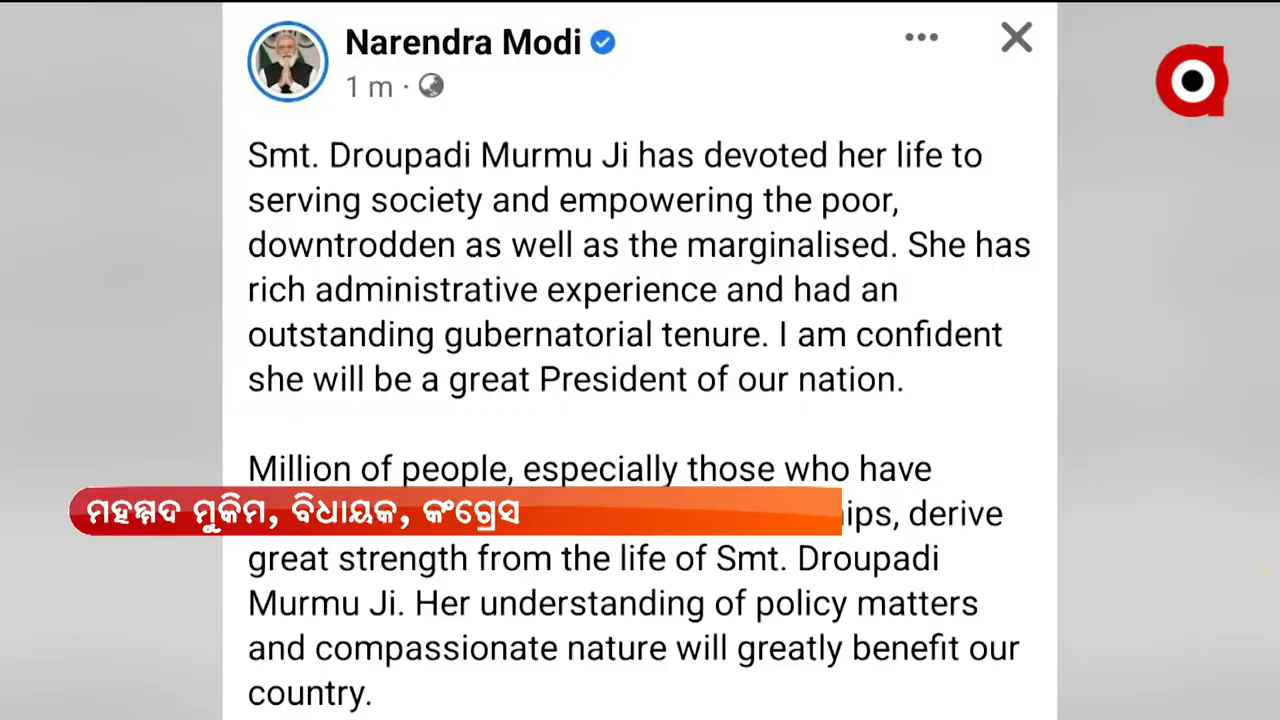 Narendra Modi
1 m ·
Smt. Droupadi Murmu Ji has devoted her life to
serving society and empowering the poor,
downtrodden as well as the marginalised. She has
rich administrative experience and had an
outstanding gubernatorial tenure. I am confident
she will be a great President of our nation.
Million of people, especially those who have
ମହମ୍ମଦ ମୁକିମ, ବିଧାୟକ, କଂଗ୍ରେସ
derive
great strength from the life of Smt. Droupadi
Murmu Ji. Her understanding of policy matters
and compassionate nature will greatly benefit our
country.